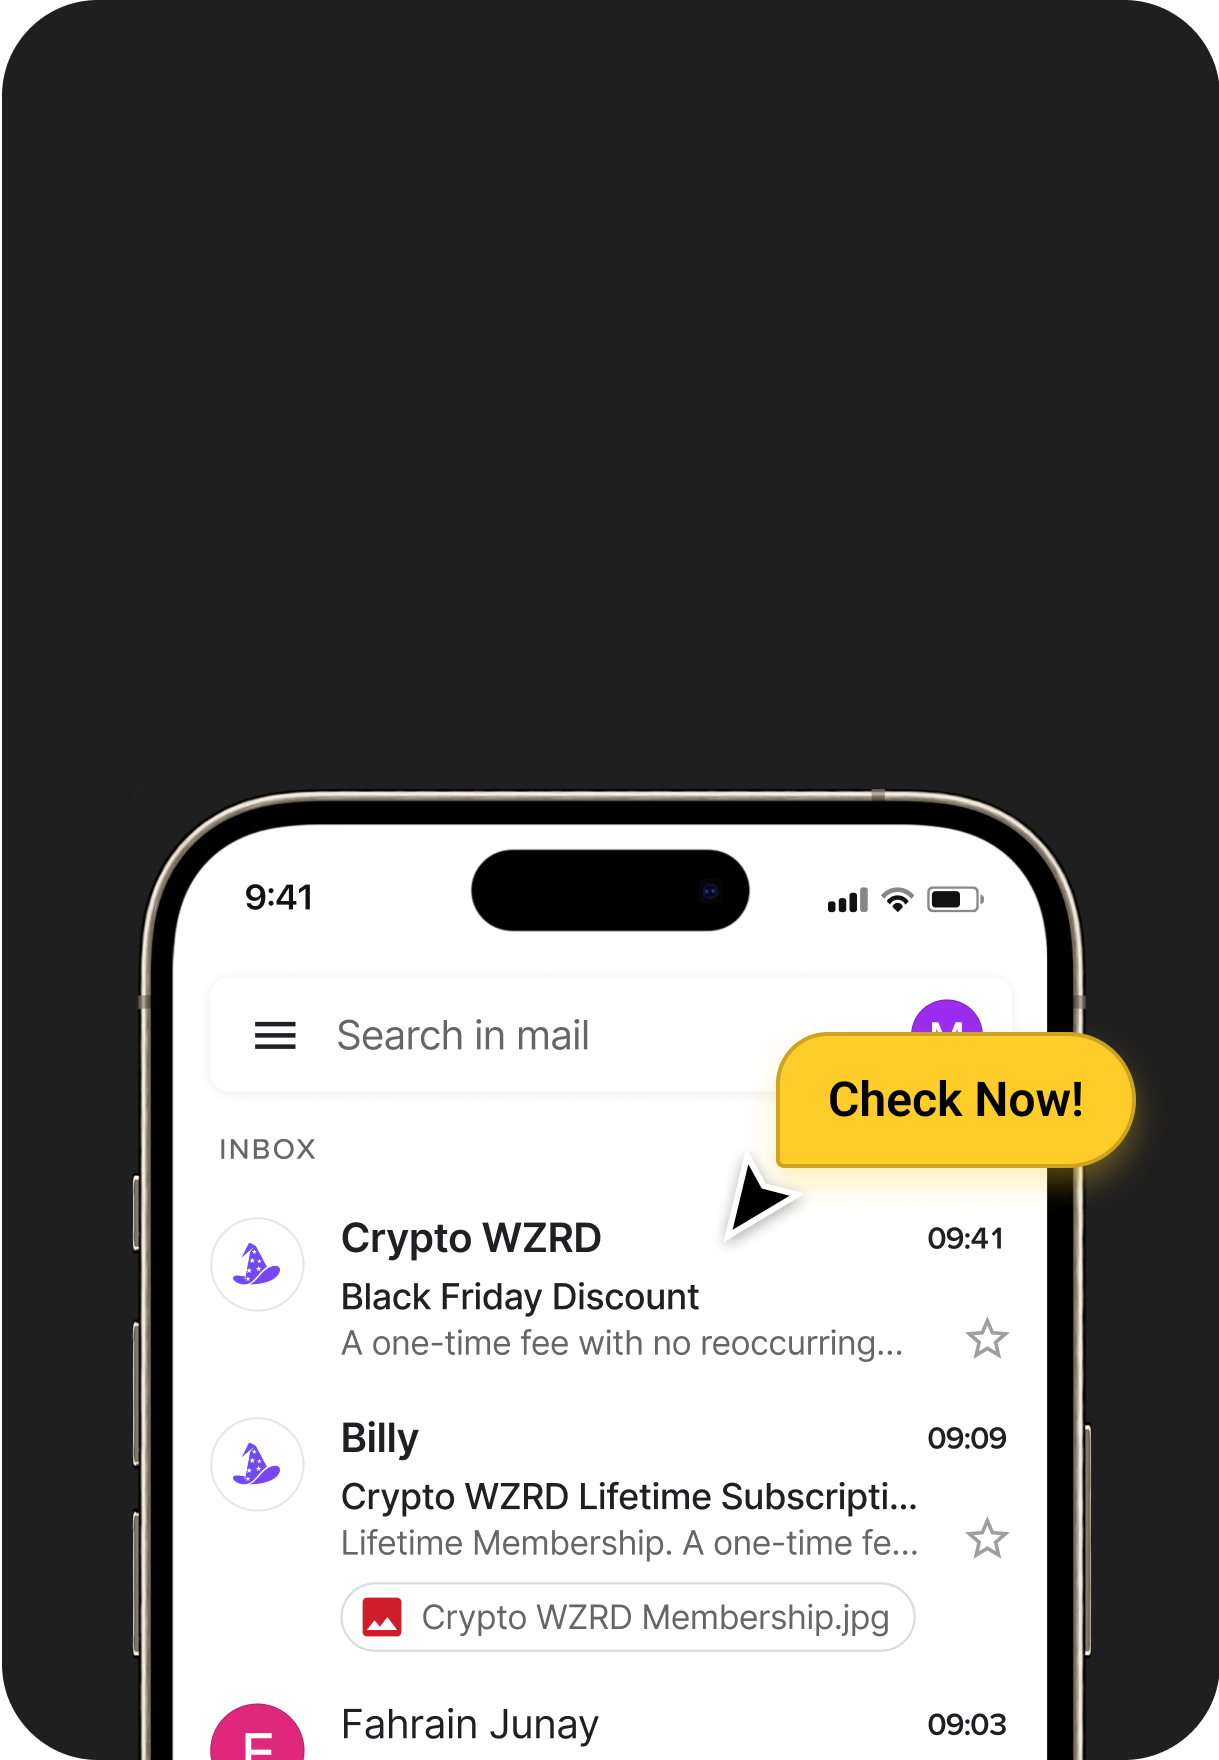 9:41
Search in mail
M
Check Now!
INBOX
Crypto WZRD
09:41
Black Friday Discount
A one-time fee with no reoccurring...
Billy
09:09
Crypto WZRD Lifetime Subscripti...
Lifetime Membership. A one-time fe...
Crypto WZRD Membership.jpg
Fahrain Junay
09:03
F